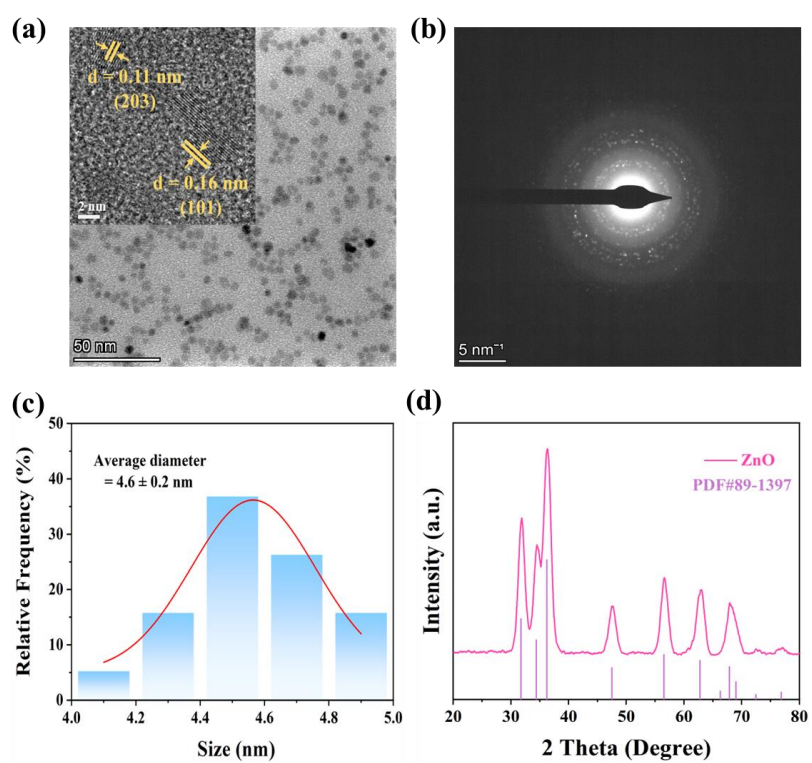 (a)
d = 0.11 nm
(203)
d = 0.16 nm
(101)
2 nm
50 nm
(b)
5 nm⁻¹
(c)
Relative Frequency (%)
50
40
30
20
10
0
Average diameter
= 4.6 ± 0.2 nm
4.0 4.2 4.4 4.6 4.8 5.0
Size (nm)
(d)
Intensity (a.u.)
ZnO
PDF#89-1397
20 30 40 50 60 70 80
2 Theta (Degree)